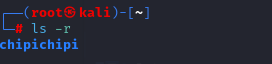 ┌──(root㉿kali)-[~]
└─# ls -r
chipichipi